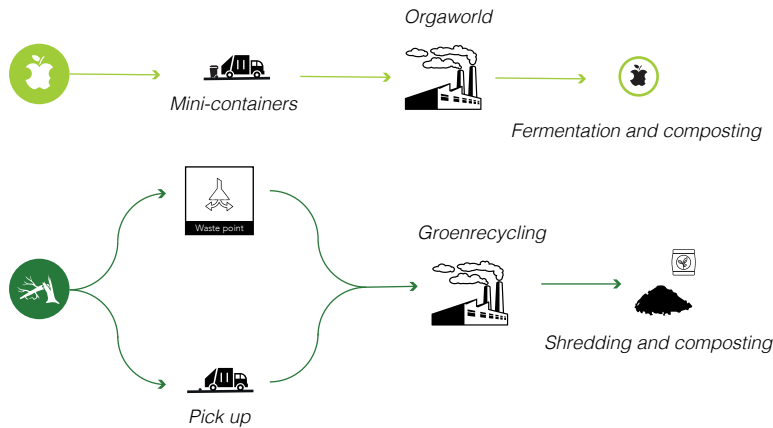 Orgaworld
Mini-containers
Fermentation and composting
Waste point
Groenrecycling
Shredding and composting
Pick up